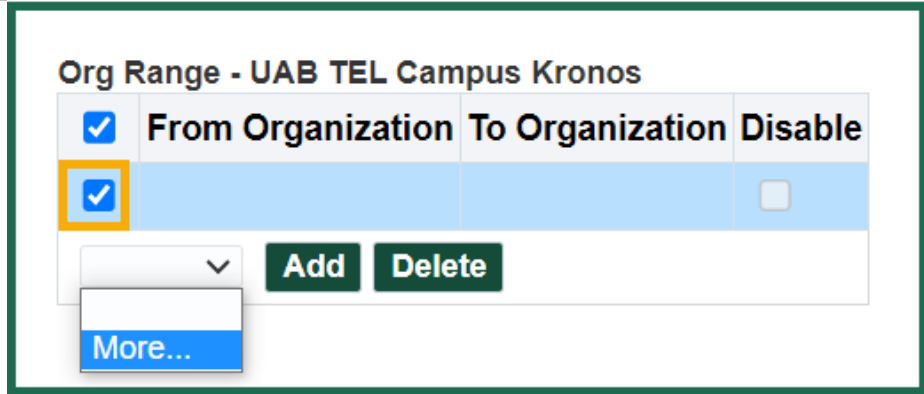 Org Range - UAB TEL Campus Kronos
From Organization To Organization Disable
Add Delete
More...